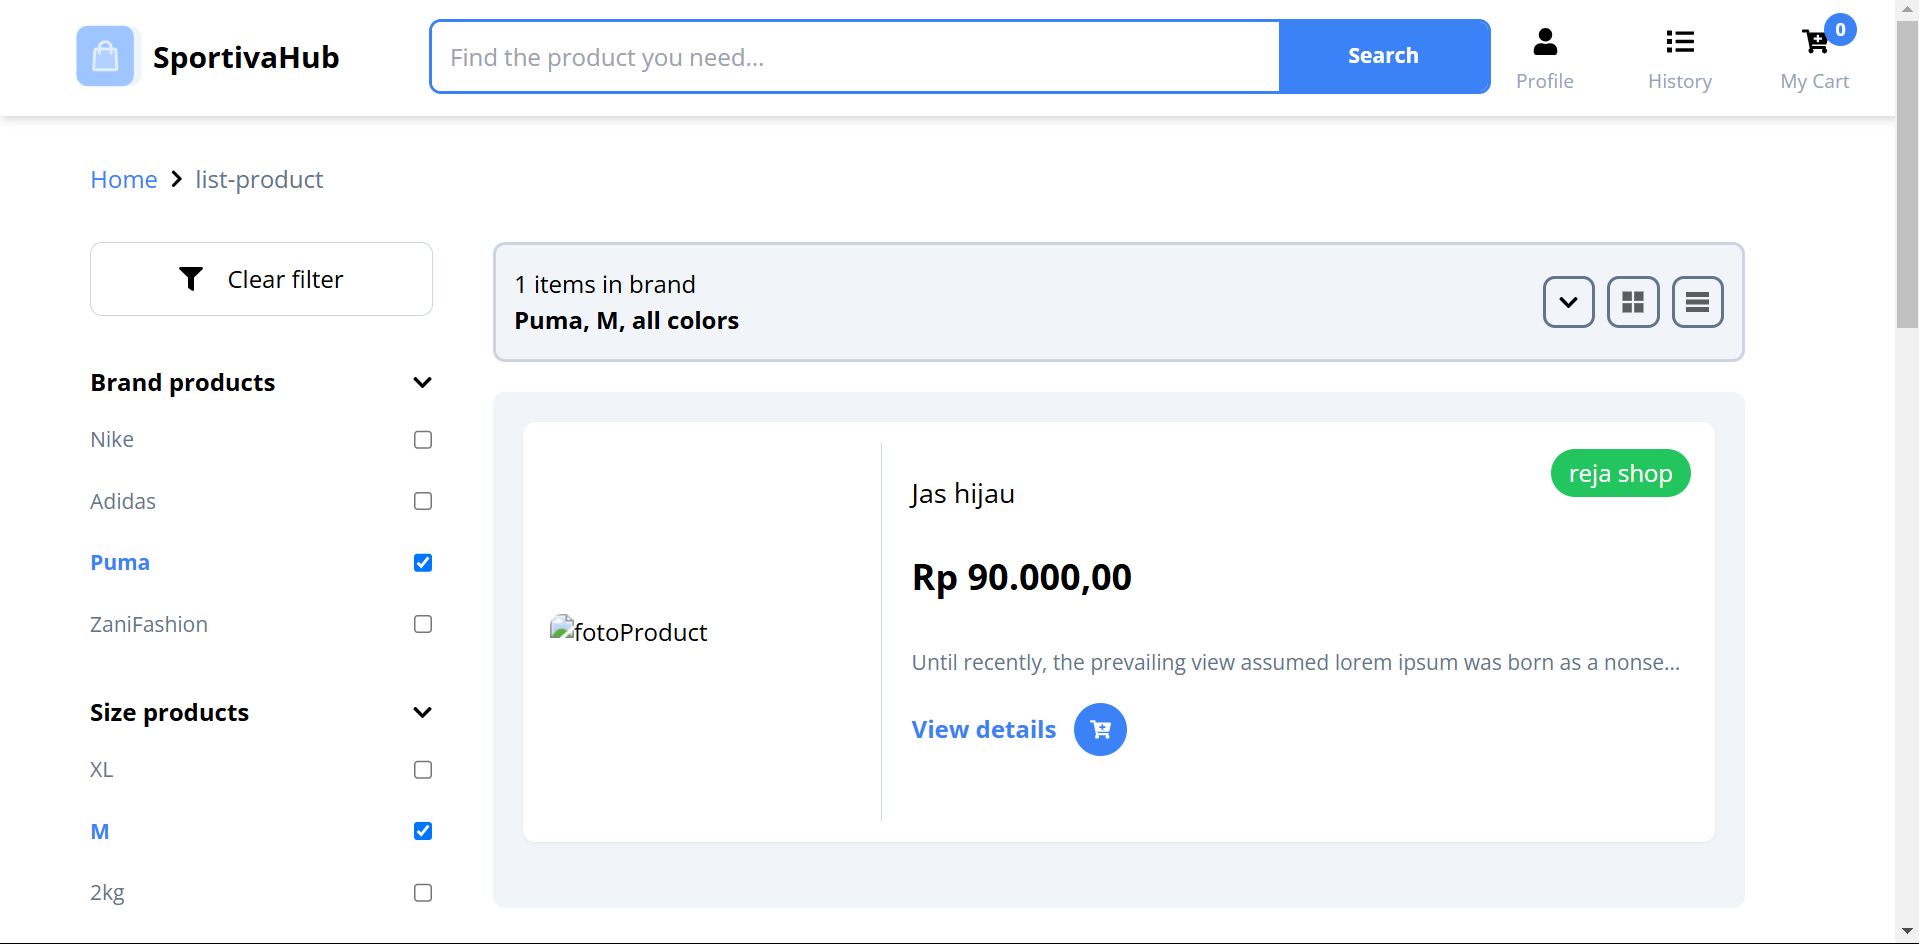 SportivaHub
Find the product you need...
Search
Profile
History
0
My Cart
Home
list-product
Clear filter
Brand products
Nike
Adidas
Puma
ZaniFashion
Size products
XL
M
2kg
1 items in brand
Puma, M, all colors
fotoProduct
reja shop
Jas hijau
Rp 90.000,00
Until recently, the prevailing view assumed lorem ipsum was born as a nonse...
View details